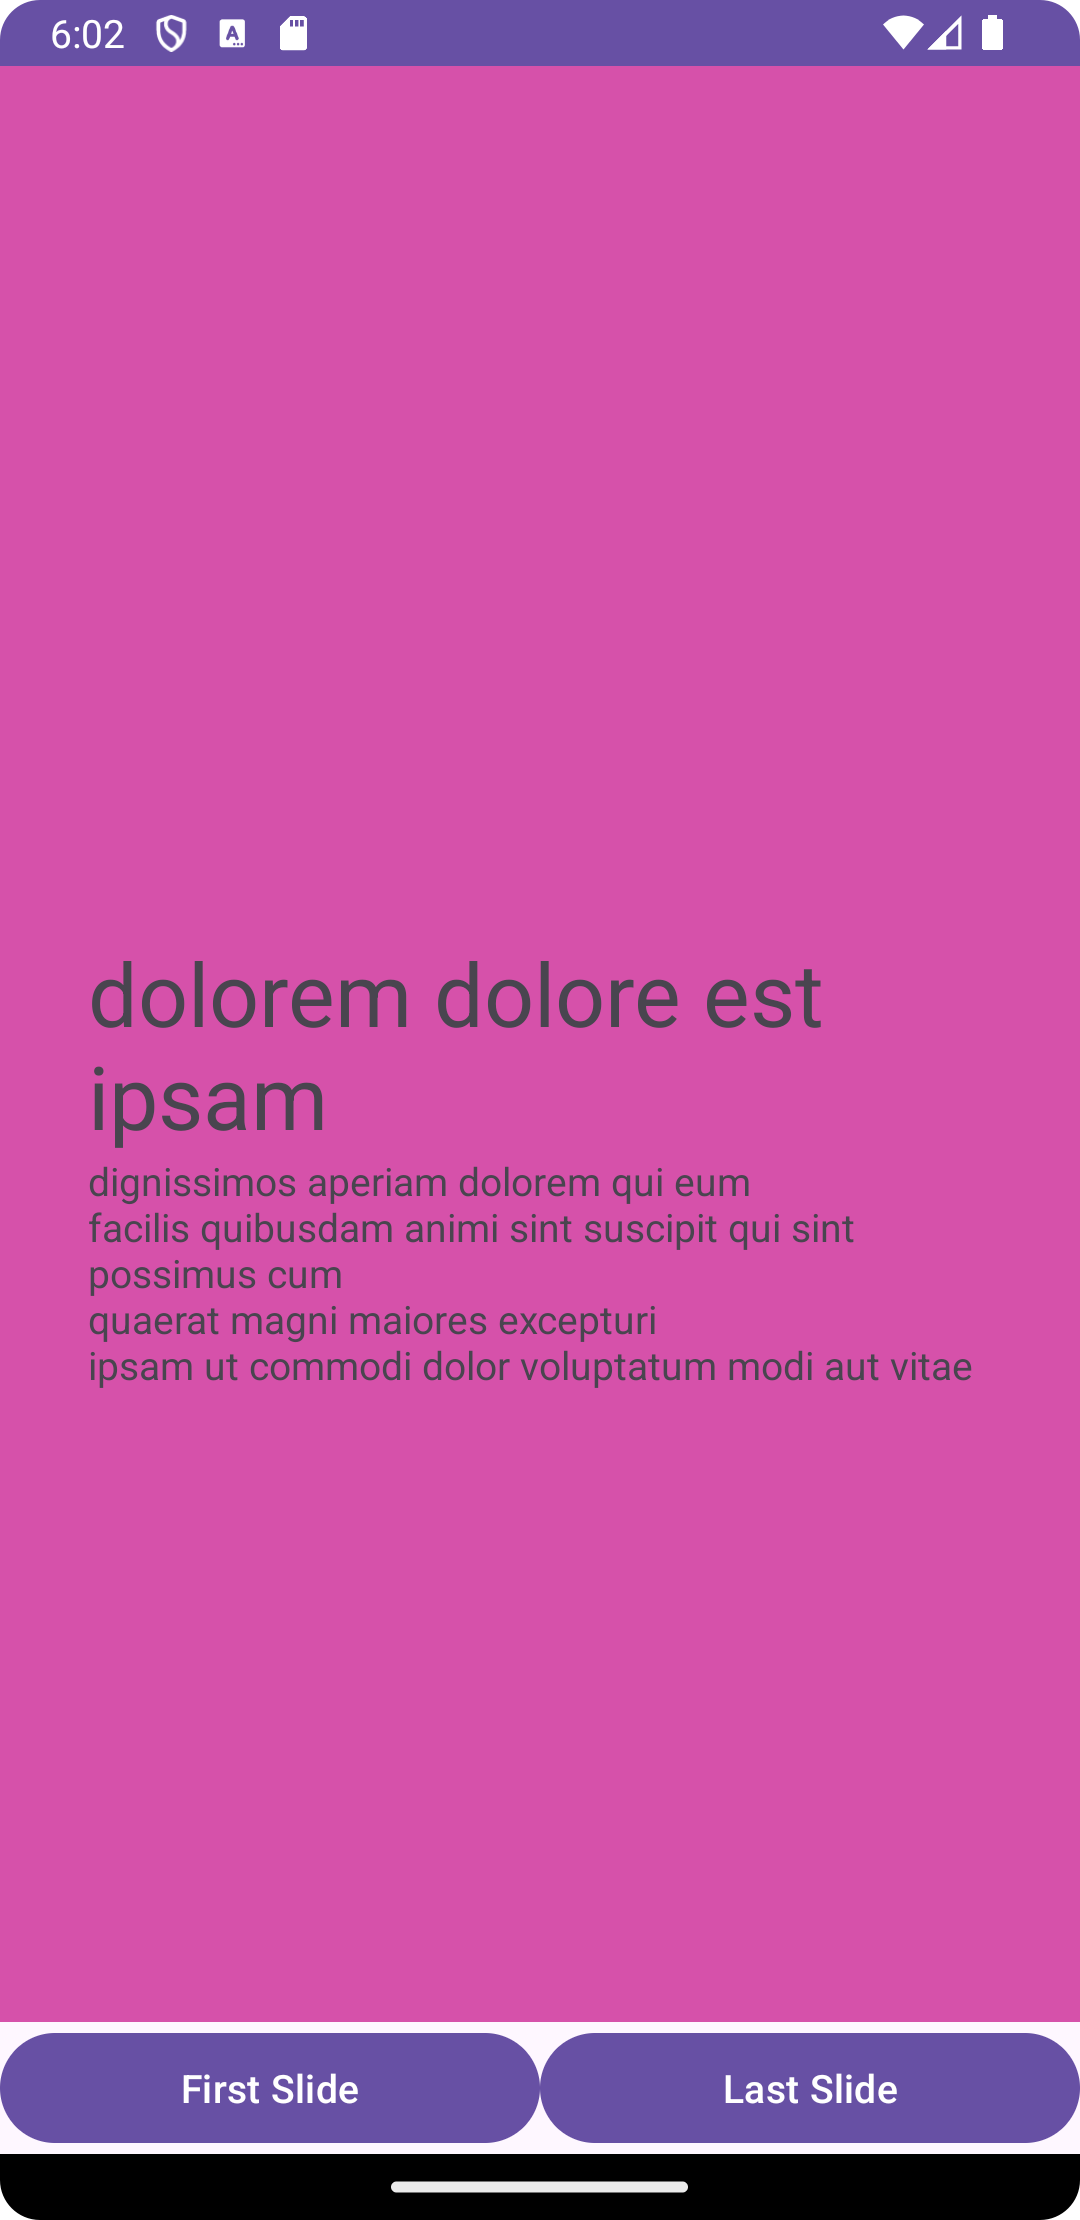 6:02
dolorem dolore est
ipsam
dignissimos aperiam dolorem qui eum
facilis quibusdam animi sint suscipit qui sint
possimus cum
quaerat magni maiores excepturi
ipsam ut commodi dolor voluptatum modi aut vitae
First Slide Last Slide